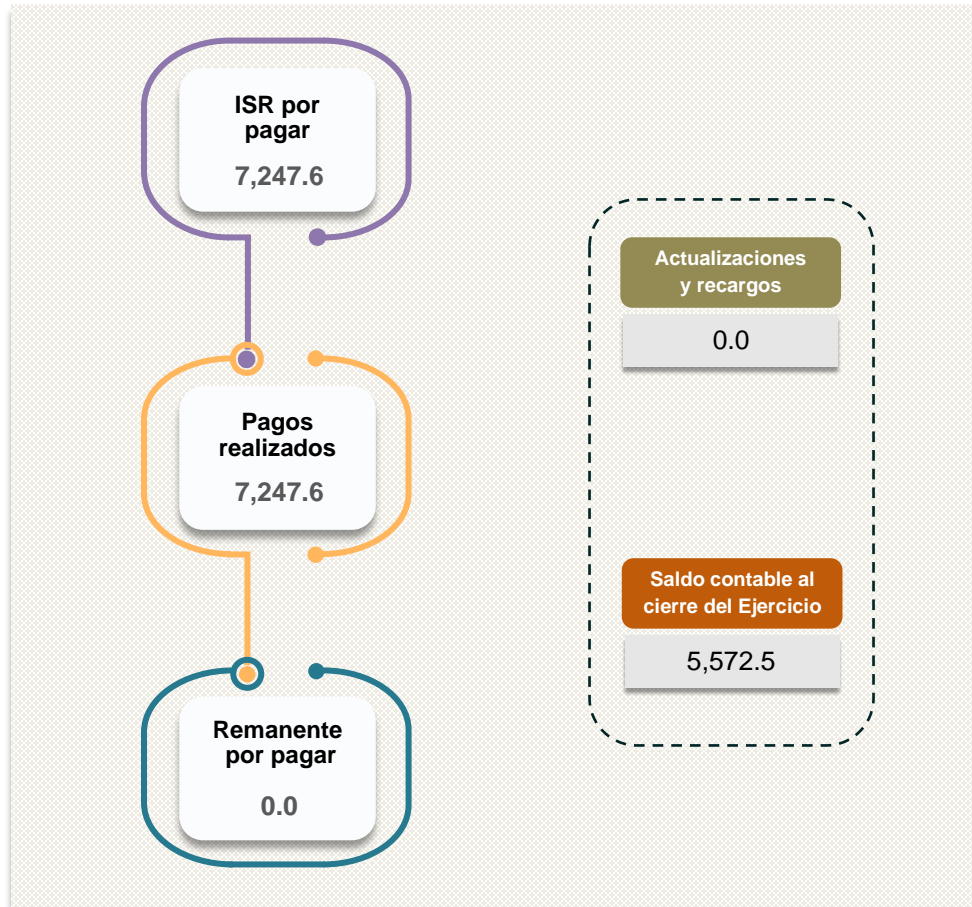 ISR por
pagar
7,247.6
Pagos
realizados
7,247.6
Remanente
por pagar
0.0
Actualizaciones
y recargos
0.0
Saldo contable al
cierre del Ejercicio
5,572.5